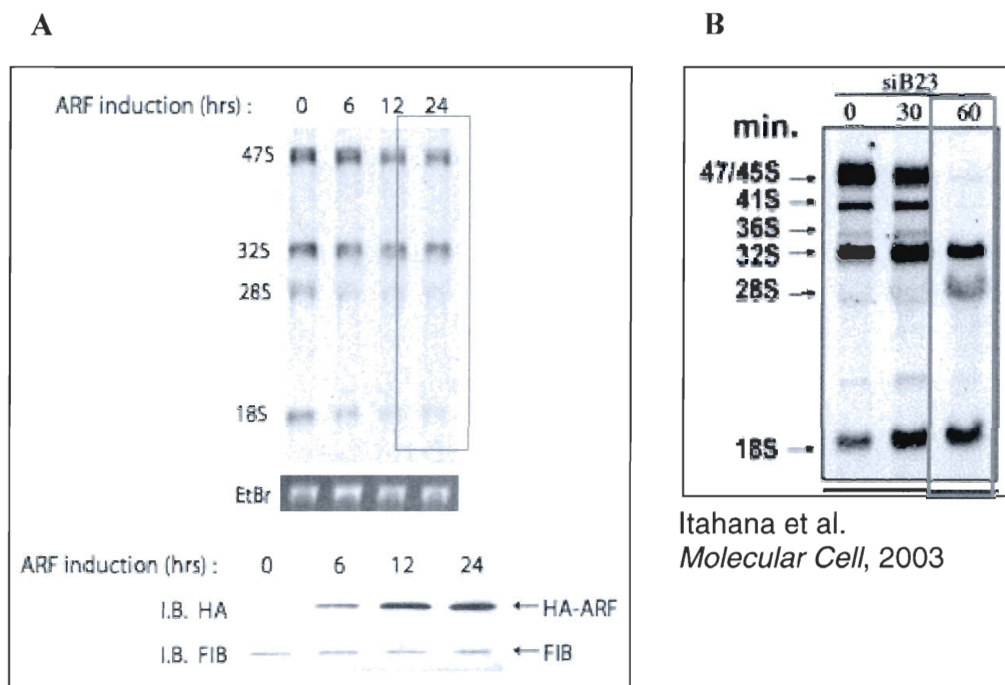 A
ARF induction (hrs) : 0 6 12 24
47S
32S
28S
18S
EtBr
ARF induction (hrs) : 0 6 12 24
I.B. HA ←HA-ARF
I.B. FIB ←FIB
B
siB23
min. 0 30 60
47/45S →
41S →
36S →
32S →
28S →
18S →
Itahana et al.
Molecular Cell, 2003